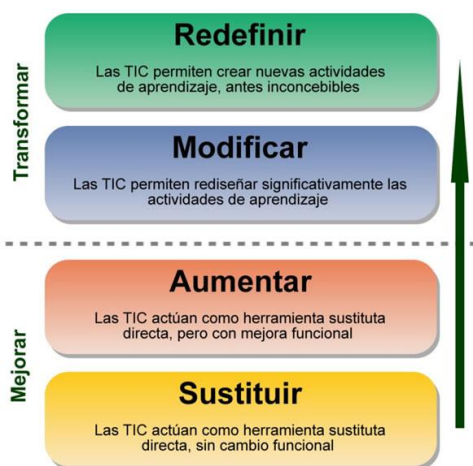 Transformar
Redefinir
Las TIC permiten crear nuevas actividades
de aprendizaje, antes inconcebibles
Modificar
Las TIC permiten rediseñar significativamente las
actividades de aprendizaje
Mejorar
Aumentar
Las TIC actúan como herramienta sustituta
directa, pero con mejora funcional
Sustituir
Las TIC actúan como herramienta sustituta
directa, sin cambio funcional